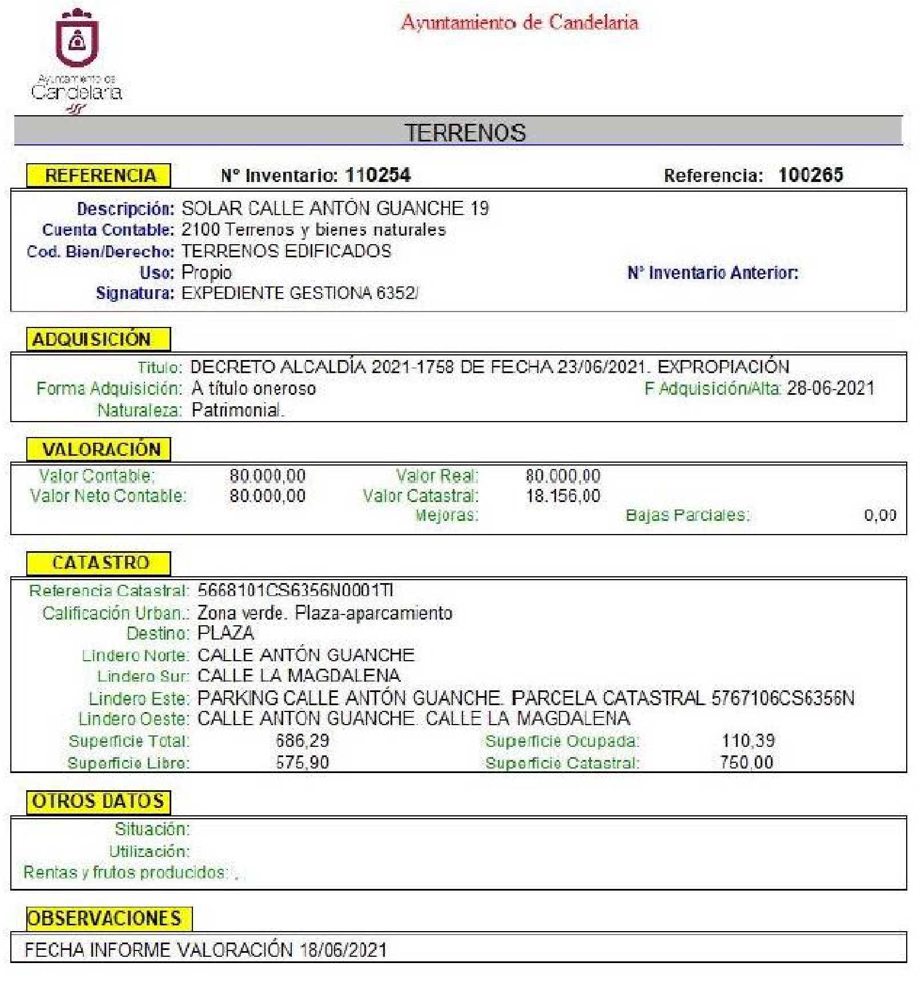 Ayuntamiento de Candelaria
Ayuntamiento de
Candelaria
TERRENOS
REFERENCIA Nº Inventario: 110254 Referencia: 100265
Descripción: SOLAR CALLE ANTÓN GUANCHE 19
Cuenta Contable: 2100 Terrenos y bienes naturales
Cod. Bien/Derecho: TERRENOS EDIFICADOS
Uso: Propio Nº Inventario Anterior:
Signatura: EXPEDIENTE GESTIONA 6352/
ADQUISICIÓN
Titulo: DECRETO ALCALDÍA 2021-1758 DE FECHA 23/06/2021. EXPROPIACIÓN
Forma Adquisición: A título oneroso F Adquisición/Alta: 28-06-2021
Naturaleza: Patrimonial.
VALORACIÓN
Valor Contable: 80.000,00 Valor Real: 80.000,00
Valor Neto Contable: 80.000,00 Valor Catastral: 18.156,00
Mejoras: Bajas Parciales: 0,00
CATASTRO
Referencia Catastral: 5668101CS6356N0001TI
Calificación Urban.: Zona verde. Plaza-aparcamiento
Destino: PLAZA
Lindero Norte: CALLE ANTÓN GUANCHE
Lindero Sur: CALLE LA MAGDALENA
Lindero Este: PARKING CALLE ANTÓN GUANCHE. PARCELA CATASTRAL 5767106CS6356N
Lindero Oeste: CALLE ANTÓN GUANCHE. CALLE LA MAGDALENA
Superficie Total: 686,29 Superficie Ocupada: 110,39
Superficie Libre: 575,90 Superficie Catastral: 750,00
OTROS DATOS
Situación:
Utilización:
Rentas y frutos producidos: .
OBSERVACIONES
FECHA INFORME VALORACIÓN 18/06/2021